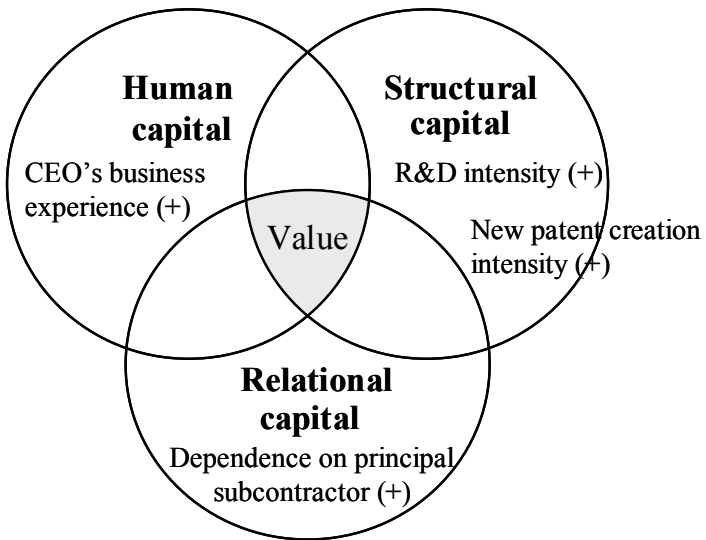 Human
capital
CEO’s business
experience (+)
Structural
capital
R&D intensity (+)
New patent creation
intensity (+)
Value
Relational
capital
Dependence on principal
subcontractor (+)